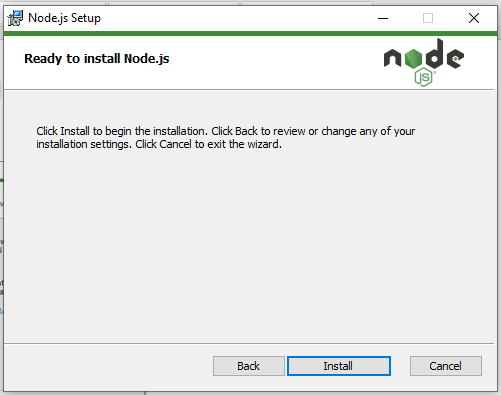 Node.js Setup
Ready to install Node.js
node
JS
Click Install to begin the installation. Click Back to review or change any of your
installation settings. Click Cancel to exit the wizard.
Back
Install
Cancel